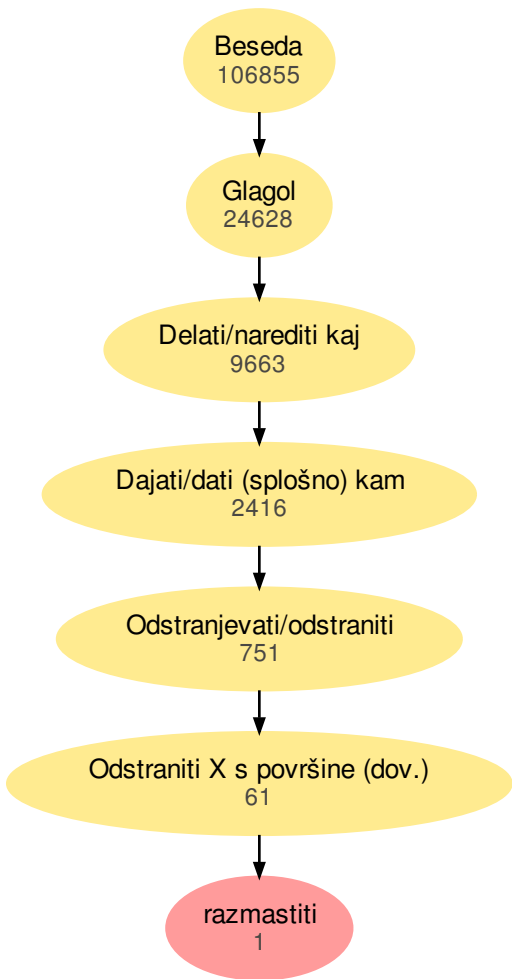 Beseda
106855
Glagol
24628
Delati/narediti kaj
9663
Dajati/dati (splošno) kam
2416
Odstranjevati/odstraniti
751
Odstraniti X s površine (dov.)
61
razmastiti
1